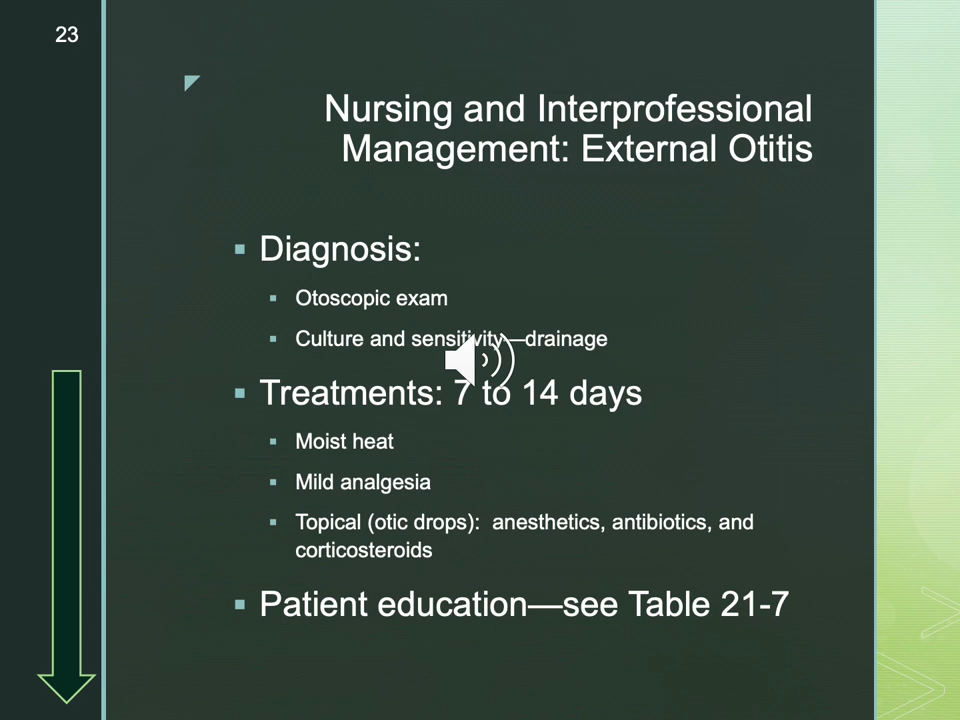 23
Nursing and Interprofessional
Management: External Otitis
Diagnosis:
Otoscopic exam
Culture and sensitivity—drainage
Treatments: 7 to 14 days
Moist heat
Mild analgesia
Topical (otic drops):  anesthetics, antibiotics, and
corticosteroids
Patient education—see Table 21-7